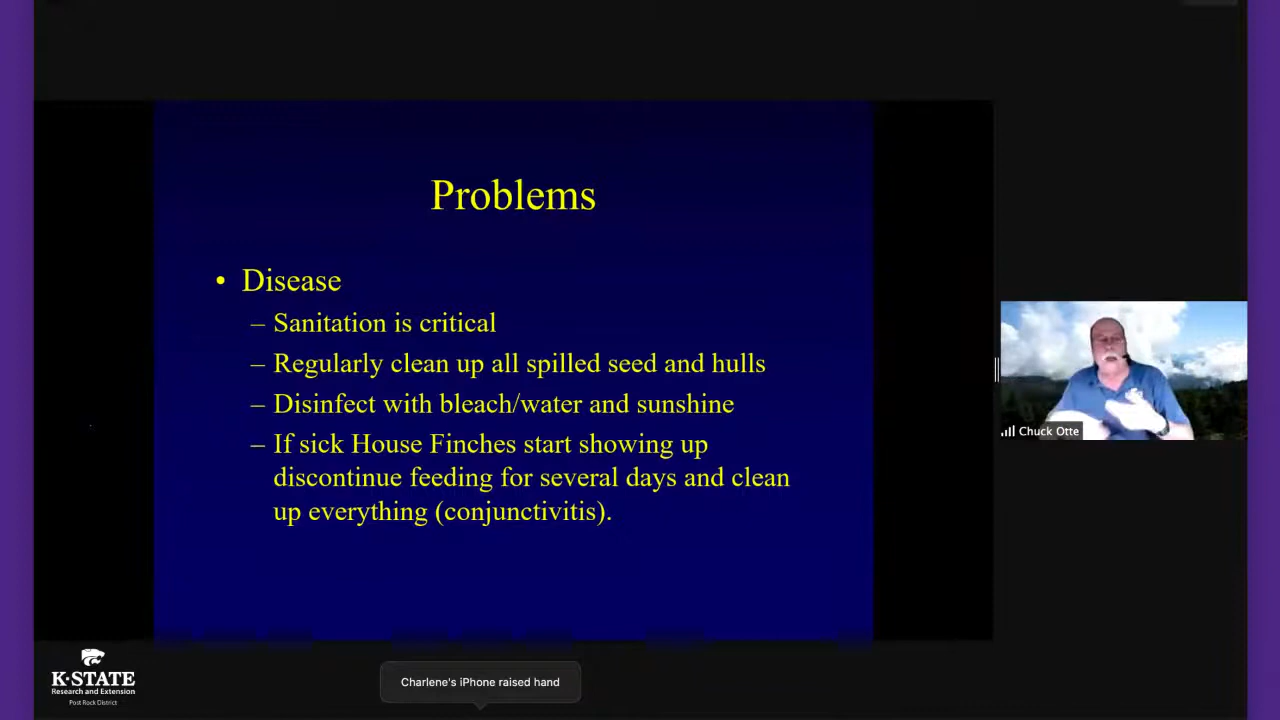 Problems
• Disease
– Sanitation is critical
– Regularly clean up all spilled seed and hulls
– Disinfect with bleach/water and sunshine
– If sick House Finches start showing up
discontinue feeding for several days and clean
up everything (conjunctivitis).
Chuck Otte
K-STATE
Research and Extension
Post Rock District
Charlene's iPhone raised hand